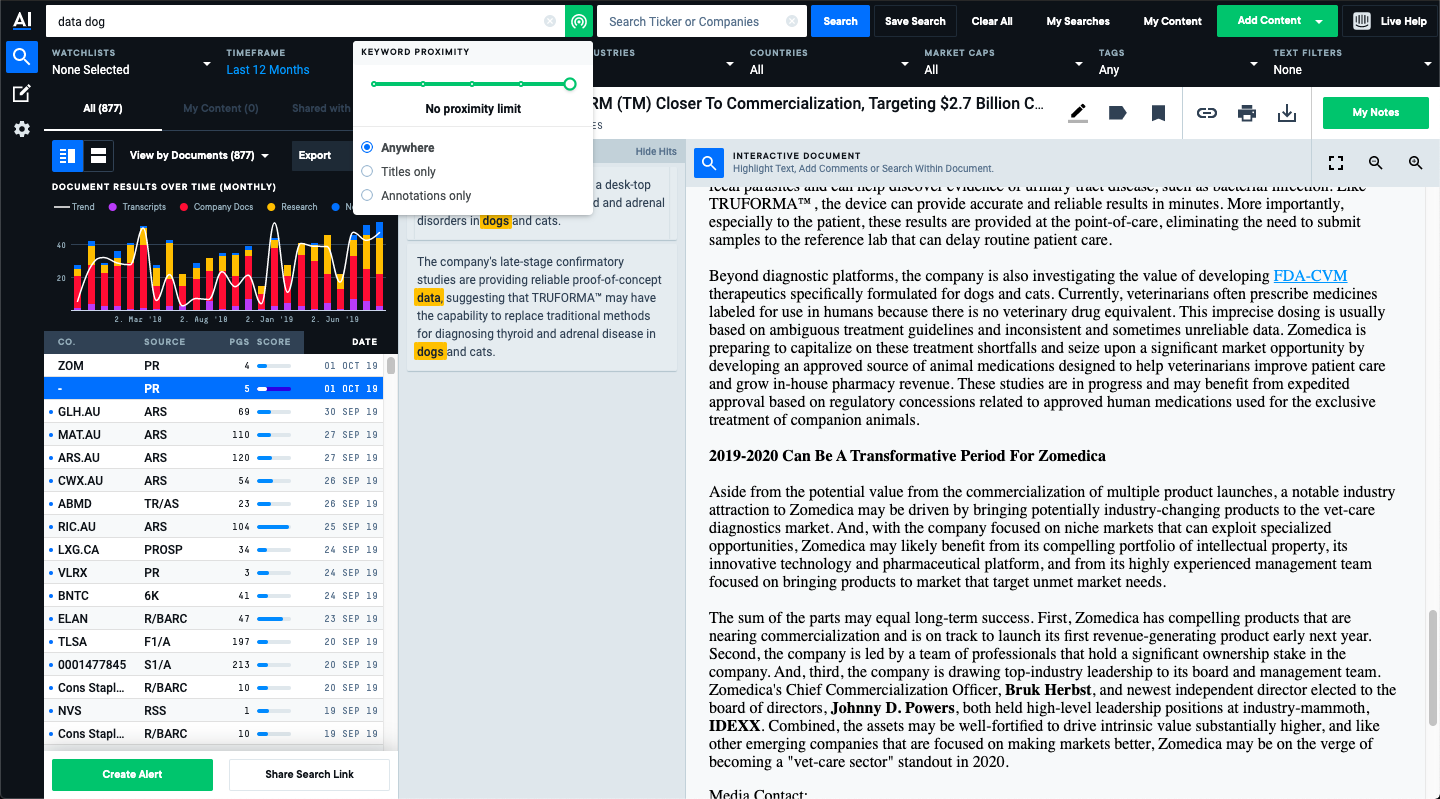 AI
data dog
Search Ticker or Companies
Search
Save Search
Clear All
My Searches
My Content
Add Content
Live Help
WATCHLISTS
None Selected
TIMEFRAME
Last 12 Months
USTRIES
COUNTRIES
All
MARKET CAPS
All
TAGS
Any
TEXT FILTERS
None
KEYWORD PROXIMITY
No proximity limit
Anywhere
Titles only
Annotations only
All (877)
My Content (0)
Shared with
View by Documents (877)
Export
DOCUMENT RESULTS OVER TIME (MONTHLY)
Trend
Transcripts
Company Docs
Research
40
20
2. Mar '18
2. Aug '18
2. Jan '19
2. Jun '19
CO. SOURCE PGS SCORE DATE
ZOM PR 4 01 OCT 19
- PR 5 01 OCT 19
GLH.AU ARS 69 30 SEP 19
MAT.AU ARS 110 27 SEP 19
ARS.AU ARS 120 27 SEP 19
CWX.AU ARS 54 26 SEP 19
ABMD TR/AS 23 26 SEP 19
RIC.AU ARS 104 25 SEP 19
LXG.CA PROSP 34 24 SEP 19
VLRX PR 3 24 SEP 19
BNTC 6K 41 24 SEP 19
ELAN R/BARC 47 23 SEP 19
TLSA F1/A 197 20 SEP 19
0001477845 S1/A 213 20 SEP 19
Cons Stapl... R/BARC 10 20 SEP 19
NVS RSS 1 19 SEP 19
Cons Stapl... R/BARC 10 19 SEP 19
Create Alert
Share Search Link
RM (TM) Closer To Commercialization, Targeting $2.7 Billion C...
ES
My Notes
Hide Hits
a desk-top
d and adrenal
disorders in dogs and cats.
The company's late-stage confirmatory
studies are providing reliable proof-of-concept
data, suggesting that TRUFORMA™ may have
the capability to replace traditional methods
for diagnosing thyroid and adrenal disease in
dogs and cats.
INTERACTIVE DOCUMENT
Highlight Text, Add Comments or Search Within Document.
fecal parasites and can help discover evidence of urinary tract disease, such as bacterial infection. Like
TRUFORMA™ , the device can provide accurate and reliable results in minutes. More importantly,
especially to the patient, these results are provided at the point-of-care, eliminating the need to submit
samples to the reference lab that can delay routine patient care.
Beyond diagnostic platforms, the company is also investigating the value of developing FDA-CVM
therapeutics specifically formulated for dogs and cats. Currently, veterinarians often prescribe medicines
labeled for use in humans because there is no veterinary drug equivalent. This imprecise dosing is usually
based on ambiguous treatment guidelines and inconsistent and sometimes unreliable data. Zomedica is
preparing to capitalize on these treatment shortfalls and seize upon a significant market opportunity by
developing an approved source of animal medications designed to help veterinarians improve patient care
and grow in-house pharmacy revenue. These studies are in progress and may benefit from expedited
approval based on regulatory concessions related to approved human medications used for the exclusive
treatment of companion animals.
2019-2020 Can Be A Transformative Period For Zomedica
Aside from the potential value from the commercialization of multiple product launches, a notable industry
attraction to Zomedica may be driven by bringing potentially industry-changing products to the vet-care
diagnostics market. And, with the company focused on niche markets that can exploit specialized
opportunities, Zomedica may likely benefit from its compelling portfolio of intellectual property, its
innovative technology and pharmaceutical platform, and from its highly experienced management team
focused on bringing products to market that target unmet market needs.
The sum of the parts may equal long-term success. First, Zomedica has compelling products that are
nearing commercialization and is on track to launch its first revenue-generating product early next year.
Second, the company is led by a team of professionals that hold a significant ownership stake in the
company. And, third, the company is drawing top-industry leadership to its board and management team.
Zomedica's Chief Commercialization Officer, Bruk Herbst, and newest independent director elected to the
board of directors, Johnny D. Powers, both held high-level leadership positions at industry-mammoth,
IDEXX. Combined, the assets may be well-fortified to drive intrinsic value substantially higher, and like
other emerging companies that are focused on making markets better, Zomedica may be on the verge of
becoming a "vet-care sector" standout in 2020.
Media Contact: